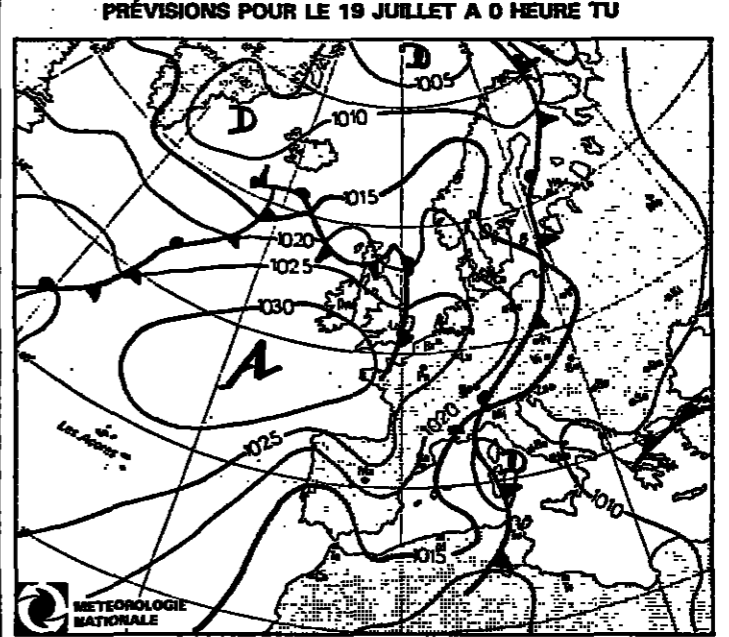 PRÉVISIONS POUR LE 19 JUILLET A 0 HEURE TU
D
1005
D
1010
1015
1020
1025
1030
A
Les Açores
1025
1020
D
1010
1015
METEOROLOGIE
NATIONALE